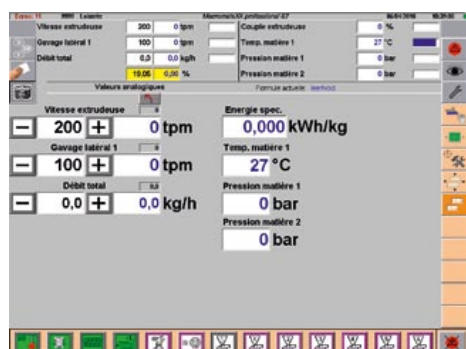 Vitesse extrudeuse 200 0 tpm Couple extrudeuse 0 %
Gavage latéral 1 100 0 tpm Temp. matière 1 27 °C
Débit total 0,0 0,0 kg/h Pression matière 1 0 bar
19,05 0,00 % Pression matière 2 0 bar
Valeurs analogiques Formule actuelle
Vitesse extrudeuse 0 Energie spec.
200 0 tpm 0,000 kWh/kg
Gavage latéral 1 Temp. matière 1
100 0 tpm 27 °C
Débit total 0,0 Pression matière 1
0,0 0,0 kg/h 0 bar
Pression matière 2
0 bar